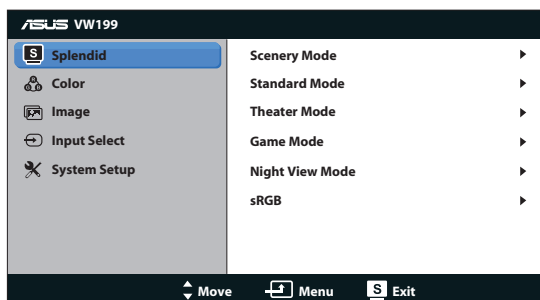 ASUS VW199
S Splendid
Color
Image
Input Select
System Setup
Scenery Mode
Standard Mode
Theater Mode
Game Mode
Night View Mode
sRGB
Move Menu S Exit